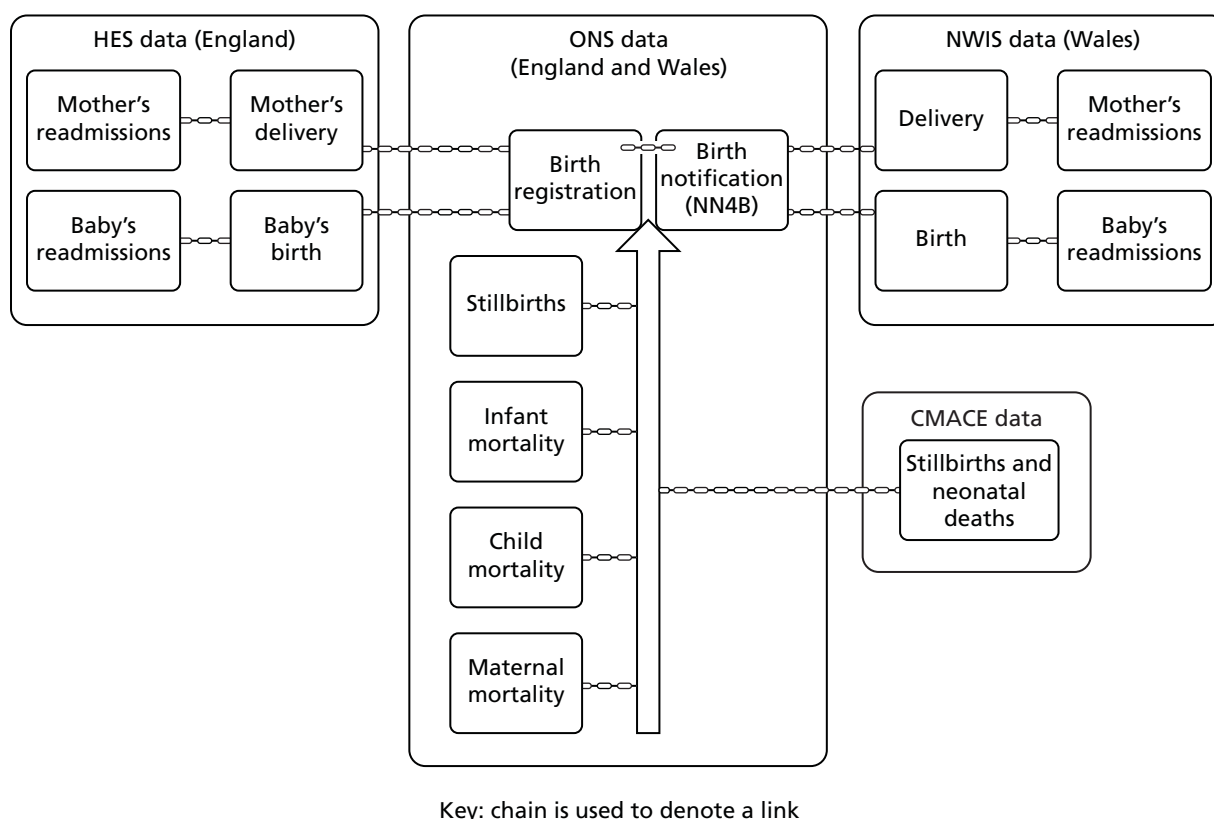 HES data (England)
Mother's
readmissions
Mother's
delivery
Baby's
readmissions
Baby's
birth
ONS data
(England and Wales)
Birth
registration
Birth
notification
(NN4B)
Stillbirths
Infant
mortality
Child
mortality
Maternal
mortality
NWIS data (Wales)
Delivery
Mother's
readmissions
Birth
Baby's
readmissions
CMACE data
Stillbirths and
neonatal
deaths
Key: chain is used to denote a link